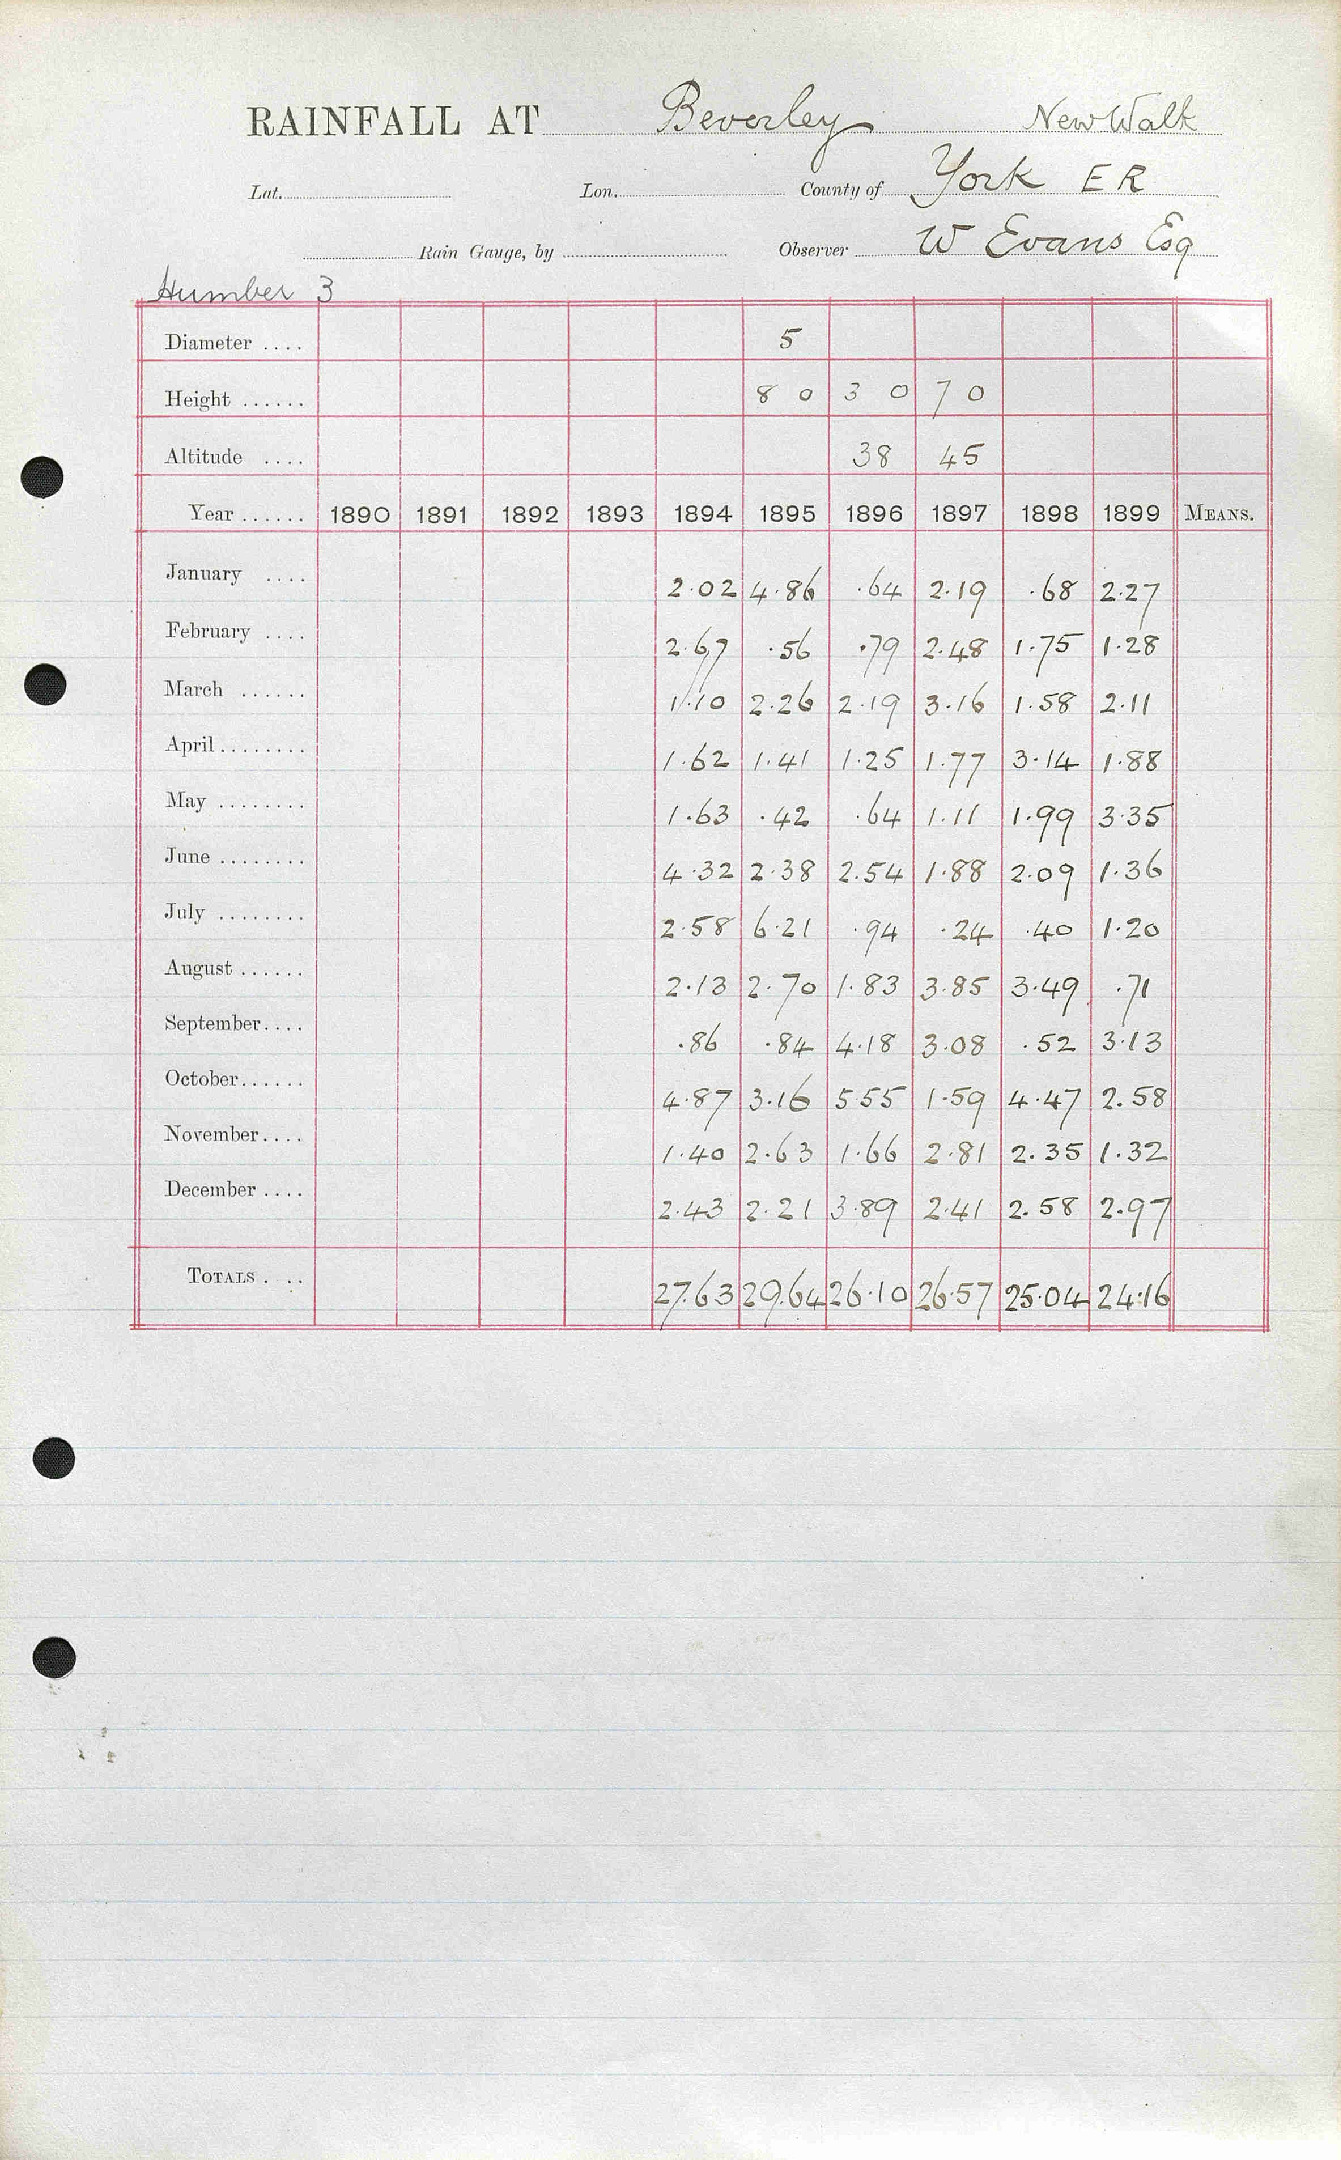 RAINFALL AT Beverley New Walk
Lat. Lon. County of York E R
Rain Gauge, by Observer W Evans Esq
Humber 3
Diameter .... 5
Height ...... 8 0 3 0 7 0
Altitude .... 38 45
Year ...... 1890 1891 1892 1893 1894 1895 1896 1897 1898 1899 MEANS.
January .... 2.02 4.86 .64 2.19 .68 2.27
February .... 2.67 .56 .79 2.48 1.75 1.28
March ...... 1.10 2.26 2.19 3.16 1.58 2.11
April ........ 1.62 1.41 1.25 1.77 3.14 1.88
May ........ 1.63 .42 .64 1.11 1.99 3.35
June ........ 4.32 2.38 2.54 1.88 2.09 1.36
July ........ 2.58 6.21 .94 .24 .40 1.20
August ...... 2.13 2.70 1.83 3.85 3.49 .71
September .... .86 .84 4.18 3.08 .52 3.13
October ...... 4.87 3.16 5.55 1.59 4.47 2.58
November .... 1.40 2.63 1.66 2.81 2.35 1.32
December .... 2.43 2.21 3.89 2.41 2.58 2.97
TOTALS . .. 27.63 29.64 26.10 26.57 25.04 24.16